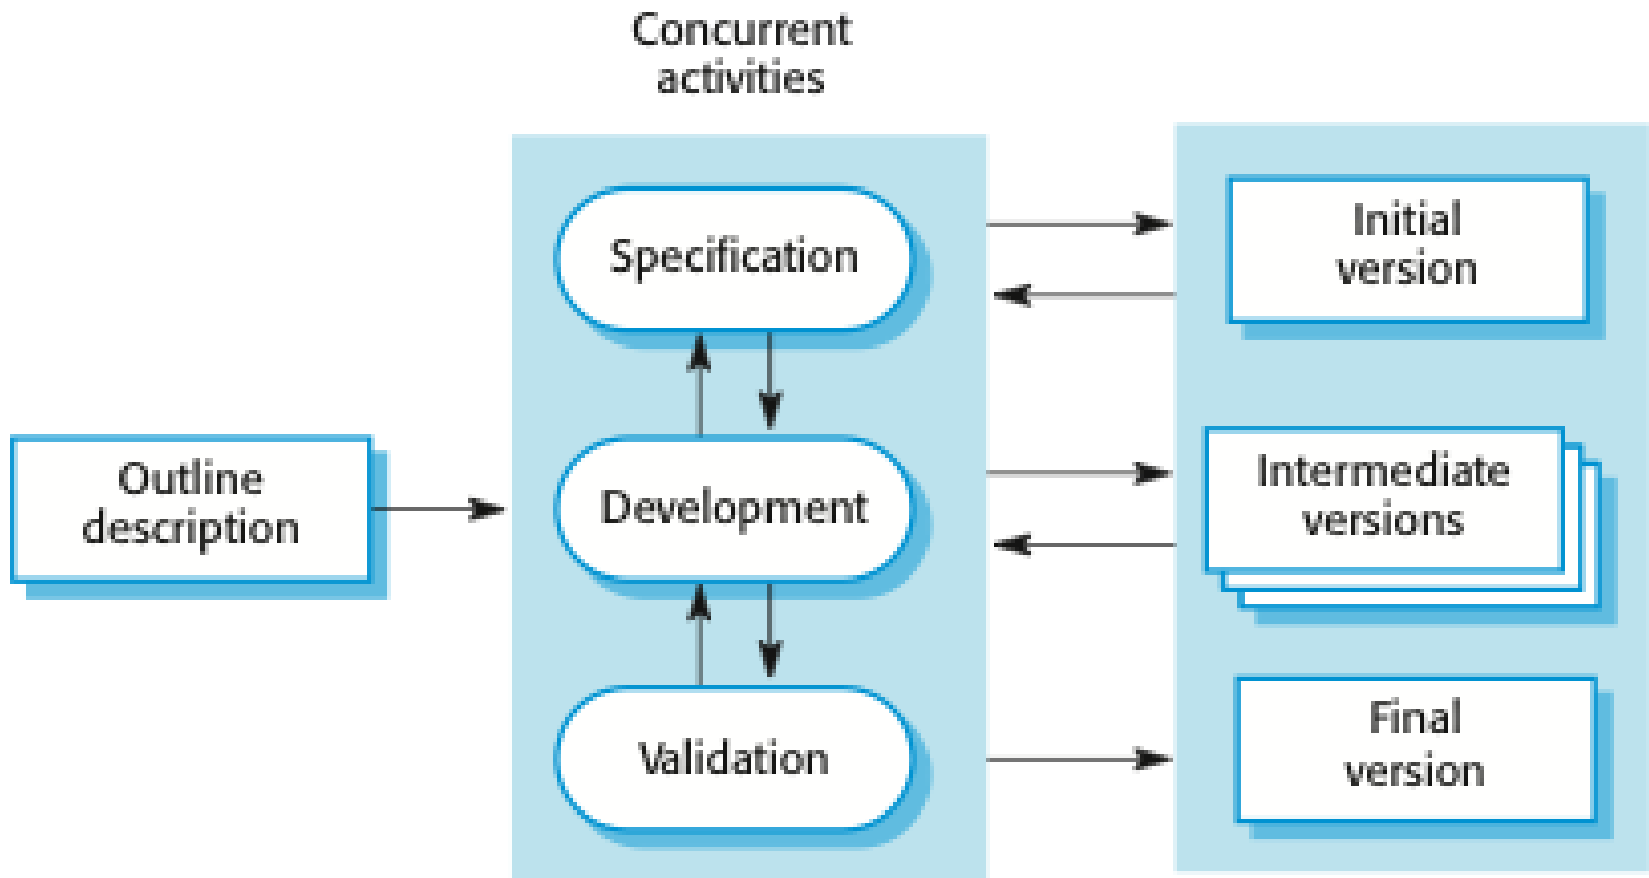 Concurrent
activities
Outline
description
Specification
Development
Validation
Initial
version
Intermediate
versions
Final
version